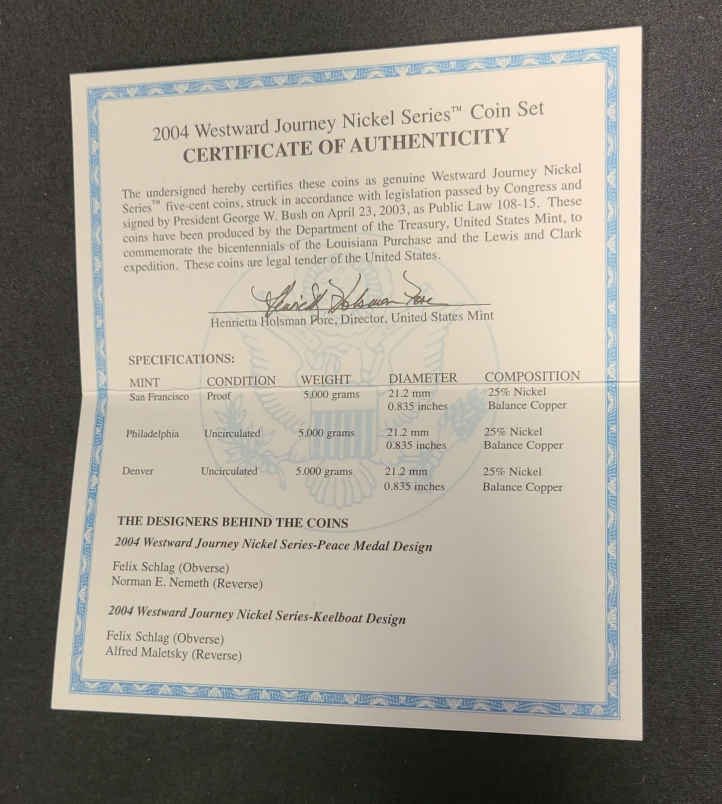 2004 Westward Journey Nickel Series™ Coin Set
CERTIFICATE OF AUTHENTICITY
The undersigned hereby certifies these coins as genuine Westward Journey Nickel
Series™ five-cent coins, struck in accordance with legislation passed by Congress and
signed by President George W. Bush on April 23, 2003, as Public Law 108-15. These
coins have been produced by the Department of the Treasury, United States Mint, to
commemorate the bicentennials of the Louisiana Purchase and the Lewis and Clark
expedition. These coins are legal tender of the United States.
Henrietta Holsman Fore
Henrietta Holsman Fore, Director, United States Mint
SPECIFICATIONS:
MINT CONDITION WEIGHT DIAMETER COMPOSITION
San Francisco Proof 5.000 grams 21.2 mm 25% Nickel
0.835 inches Balance Copper
Philadelphia Uncirculated 5.000 grams 21.2 mm 25% Nickel
0.835 inches Balance Copper
Denver Uncirculated 5.000 grams 21.2 mm 25% Nickel
0.835 inches Balance Copper
THE DESIGNERS BEHIND THE COINS
2004 Westward Journey Nickel Series-Peace Medal Design
Felix Schlag (Obverse)
Norman E. Nemeth (Reverse)
2004 Westward Journey Nickel Series-Keelboat Design
Felix Schlag (Obverse)
Alfred Maletsky (Reverse)